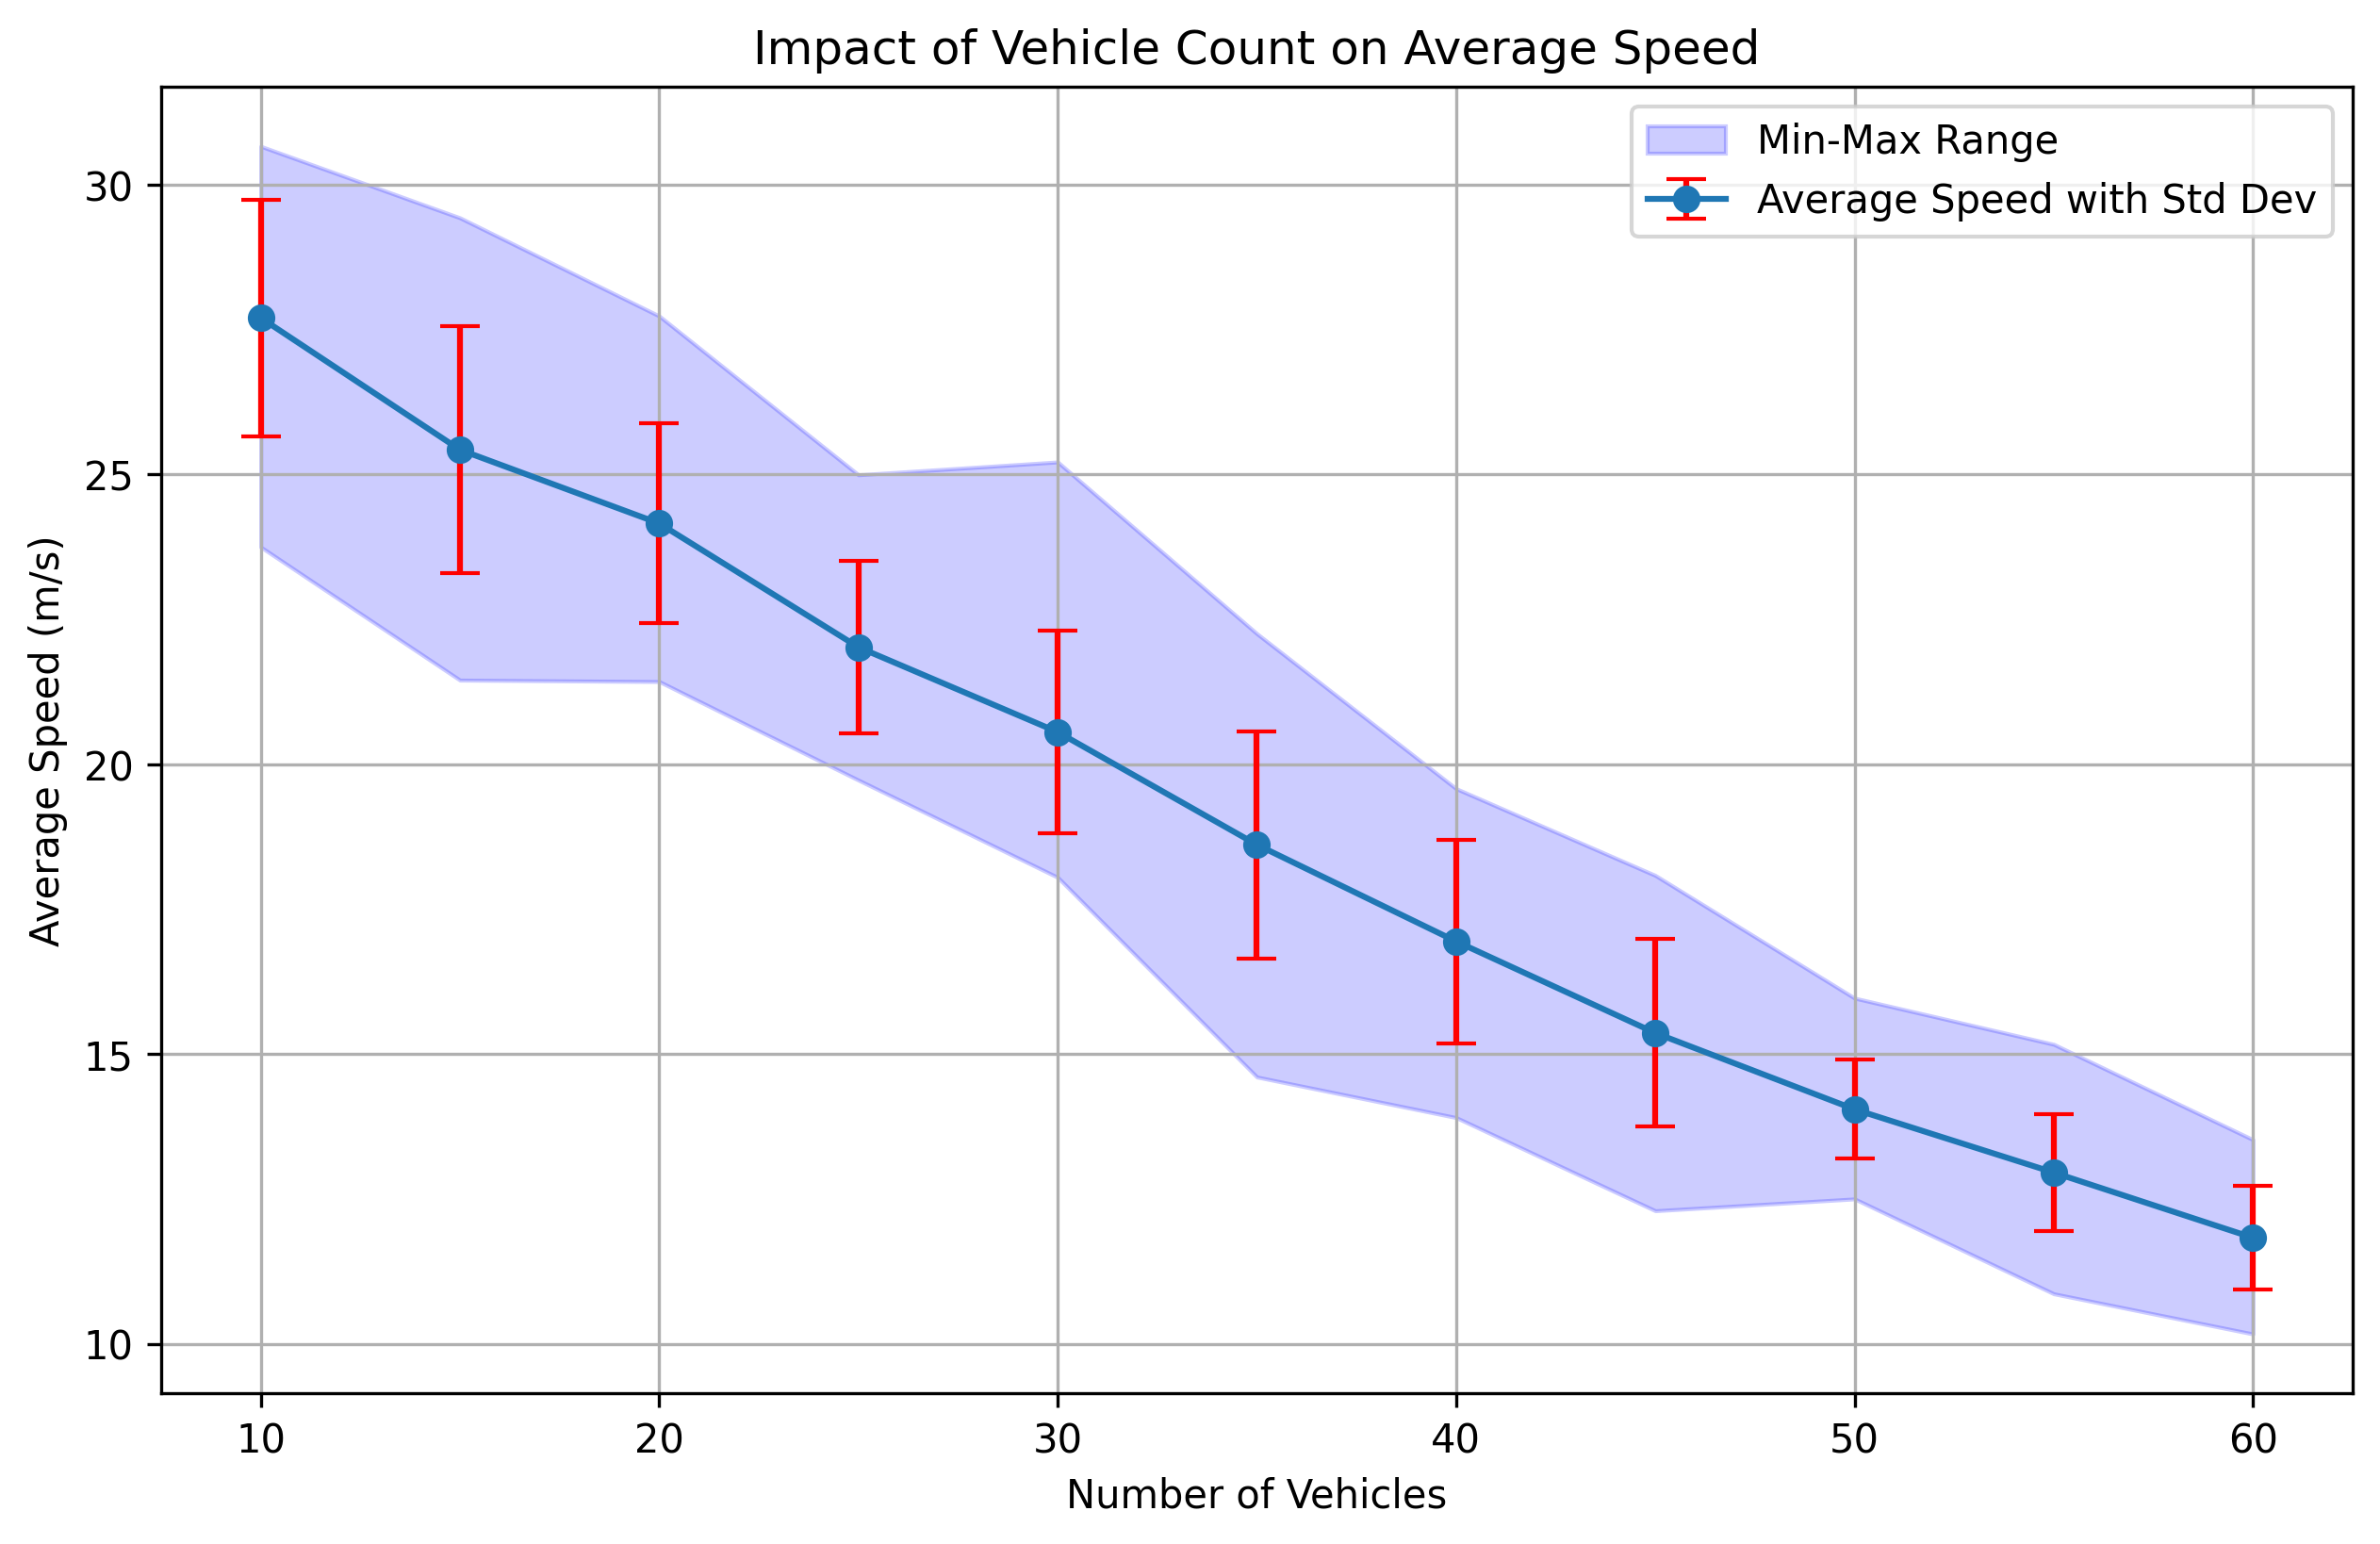 Impact of Vehicle Count on Average Speed
Min-Max Range
Average Speed with Std Dev
Average Speed (m/s)
30
25
20
15
10
10 20 30 40 50 60
Number of Vehicles